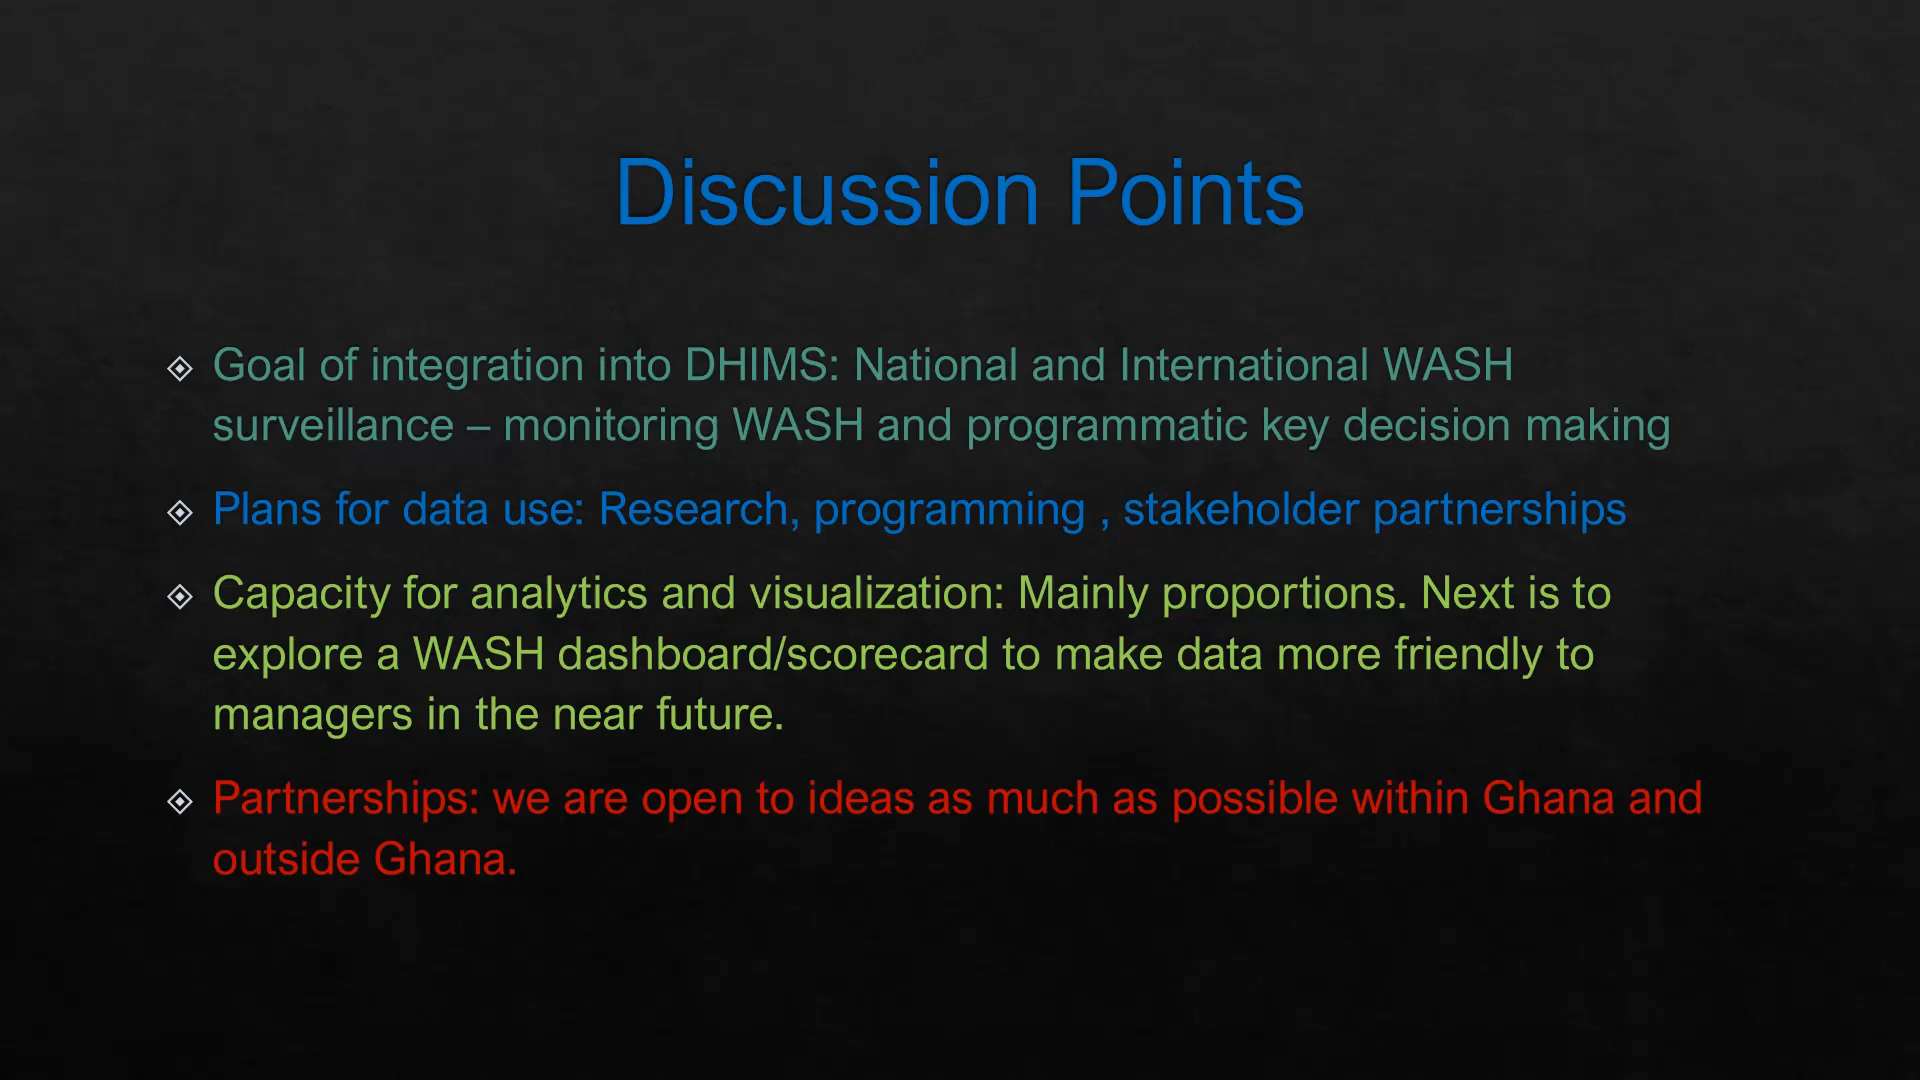 Discussion Points
Goal of integration into DHIMS: National and International WASH
surveillance – monitoring WASH and programmatic key decision making
Plans for data use: Research, programming , stakeholder partnerships
Capacity for analytics and visualization: Mainly proportions. Next is to
explore a WASH dashboard/scorecard to make data more friendly to
managers in the near future.
Partnerships: we are open to ideas as much as possible within Ghana and
outside Ghana.